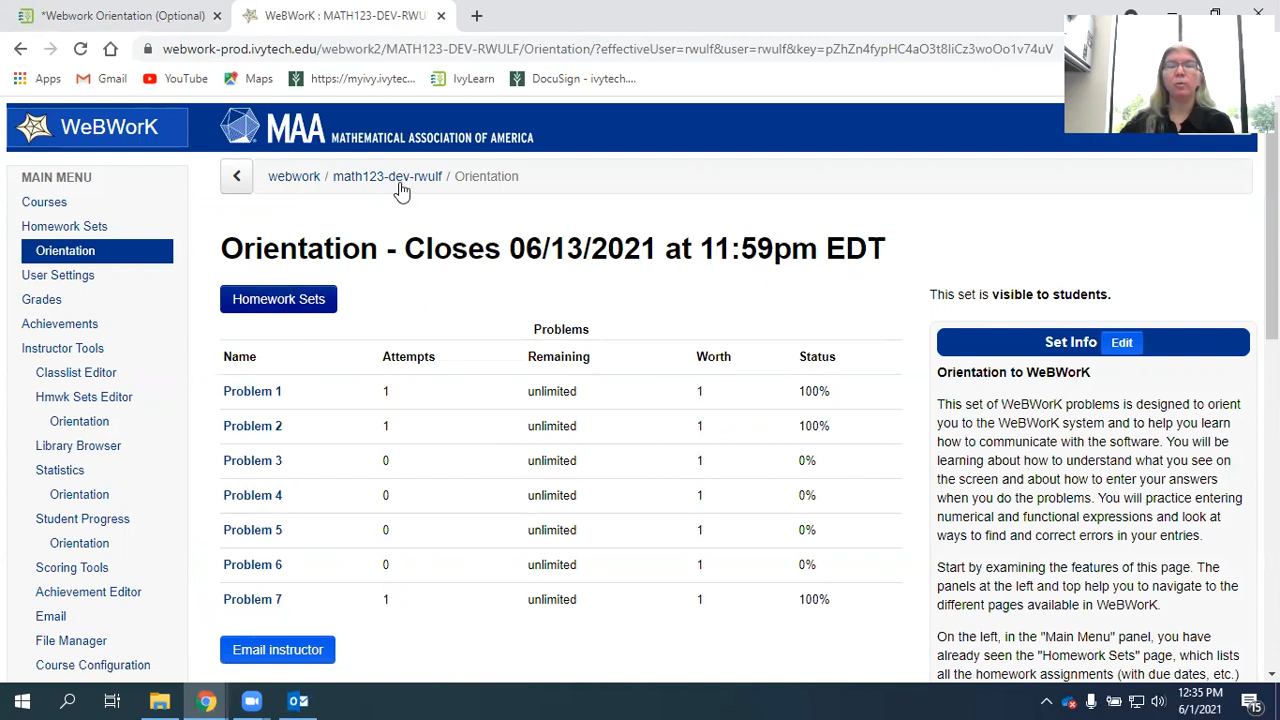 *Webwork Orientation (Optional)
WeBWorK : MATH123-DEV-RWU
webwork-prod.ivytech.edu/webwork2/MATH123-DEV-RWULF/Orientation/?effectiveUser=rwulf&user=rwulf&key=pZhZn4fypHC4aO3t8liCz3woOo1v74uV
Apps
Gmail
YouTube
Maps
https://myivy.ivytec...
IvyLearn
DocuSign - ivytech....
WeBWorK
MAA MATHEMATICAL ASSOCIATION OF AMERICA
MAIN MENU
Courses
Homework Sets
Orientation
User Settings
Grades
Achievements
Instructor Tools
Classlist Editor
Hmwk Sets Editor
Orientation
Library Browser
Statistics
Orientation
Student Progress
Orientation
Scoring Tools
Achievement Editor
Email
File Manager
Course Configuration
webwork / math123-dev-rwulf / Orientation
Orientation - Closes 06/13/2021 at 11:59pm EDT
Homework Sets
Problems
Name Attempts Remaining Worth Status
Problem 1 1 unlimited 1 100%
Problem 2 1 unlimited 1 100%
Problem 3 0 unlimited 1 0%
Problem 4 0 unlimited 1 0%
Problem 5 0 unlimited 1 0%
Problem 6 0 unlimited 1 0%
Problem 7 1 unlimited 1 100%
Email instructor
This set is visible to students.
Set Info Edit
Orientation to WeBWorK
This set of WeBWorK problems is designed to orient
you to the WeBWorK system and to help you learn
how to communicate with the software. You will be
learning about how to understand what you see on
the screen and about how to enter your answers
when you do the problems. You will practice entering
numerical and functional expressions and look at
ways to find and correct errors in your entries.
Start by examining the features of this page. The
panels at the left and top help you to navigate to the
different pages available in WeBWorK.
On the left, in the "Main Menu" panel, you have
already seen the "Homework Sets" page, which lists
all the homework assignments (with due dates, etc.)
12:35 PM
6/1/2021
15